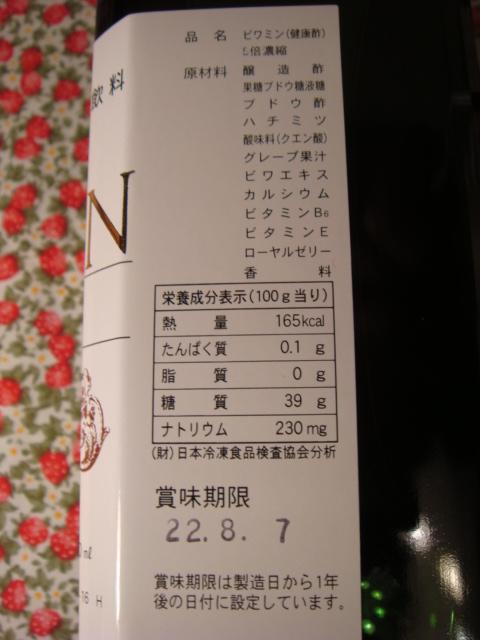 品名 ビワミン(健康酢)
5倍濃縮
原材料 醸造酢
果糖ブドウ糖液糖
ブドウ酢
ハチミツ
酸味料(クエン酸)
グレープ果汁
ビワエキス
カルシウム
ビタミンB6
ビタミンE
ローヤルゼリー
香料
栄養成分表示(100g当り)
熱量 165kcal
たんぱく質 0.1 g
脂質 0 g
糖質 39 g
ナトリウム 230mg
(財)日本冷凍食品検査協会分析
賞味期限
22.8.7
賞味期限は製造日から1年
後の日付に設定しています。
飲料
N
ml
H